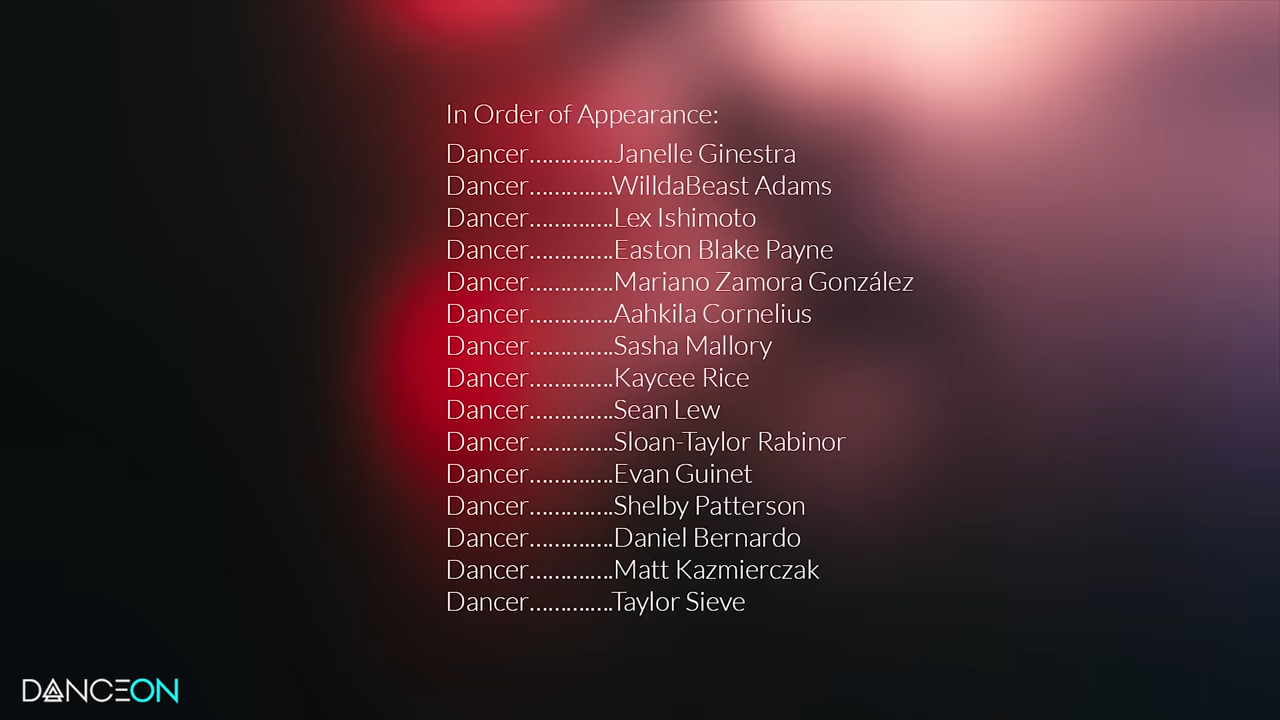 In Order of Appearance:
Dancer..............Janelle Ginestra
Dancer..............WilldaBeast Adams
Dancer..............Lex Ishimoto
Dancer..............Easton Blake Payne
Dancer..............Mariano Zamora González
Dancer..............Aahkila Cornelius
Dancer..............Sasha Mallory
Dancer..............Kaycee Rice
Dancer..............Sean Lew
Dancer..............Sloan-Taylor Rabinor
Dancer..............Evan Guinet
Dancer..............Shelby Patterson
Dancer..............Daniel Bernardo
Dancer..............Matt Kazmierczak
Dancer..............Taylor Sieve
DANCEON